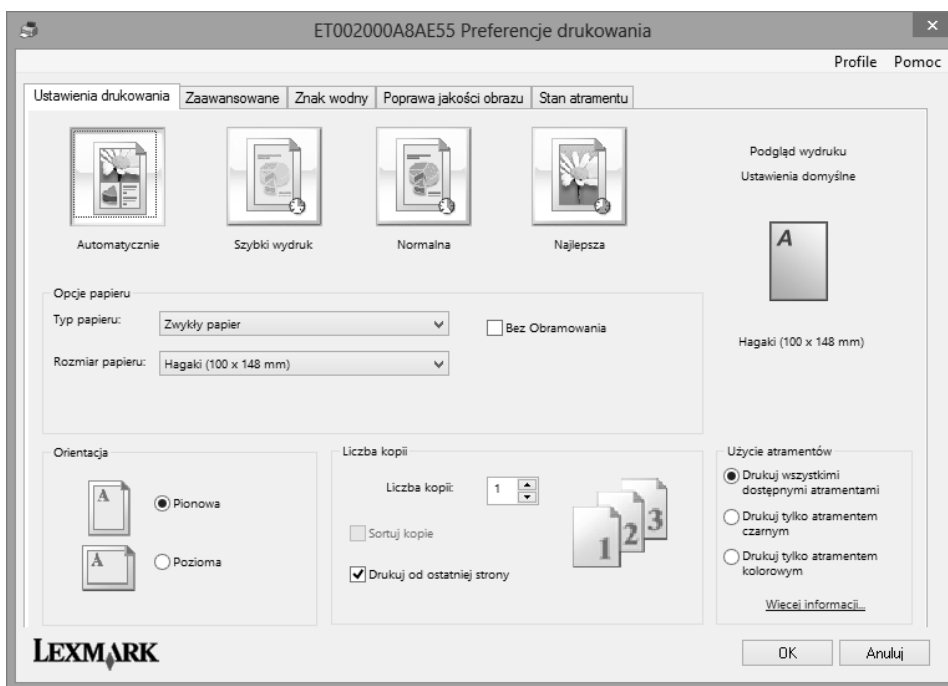 ET002000A8AE55 Preferencje drukowania
Profile Pomoc
Ustawienia drukowania Zaawansowane Znak wodny Poprawa jakości obrazu Stan atramentu
Automatycznie Szybki wydruk Normalna Najlepsza
Podgląd wydruku
Ustawienia domyślne
A
Hagaki (100 x 148 mm)
Opcje papieru
Typ papieru: Zwykły papier
Bez Obramowania
Rozmiar papieru: Hagaki (100 x 148 mm)
Orientacja
A
Pionowa
A
Pozioma
Liczba kopii
Liczba kopii: 1
Sortuj kopie
Drukuj od ostatniej strony
1 2 3
Użycie atramentów
Drukuj wszystkimi
dostępnymi atramentami
Drukuj tylko atramentem
czarnym
Drukuj tylko atramentem
kolorowym
Więcej informacji...
LEXMARK
OK Anuluj